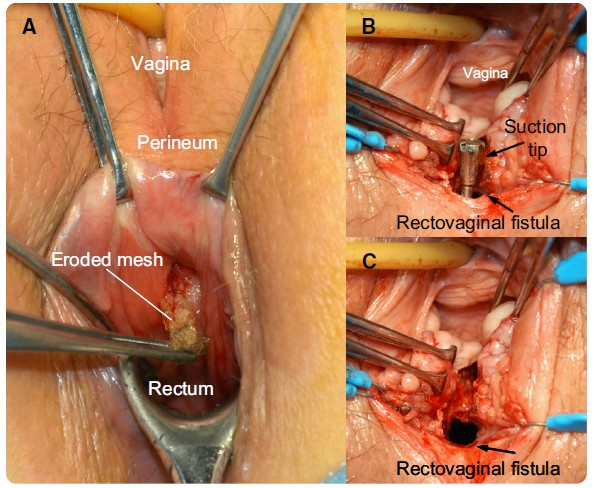 A
Vagina
Perineum
Eroded mesh
Rectum
B
Vagina
Suction
tip
Rectovaginal fistula
C
Rectovaginal fistula